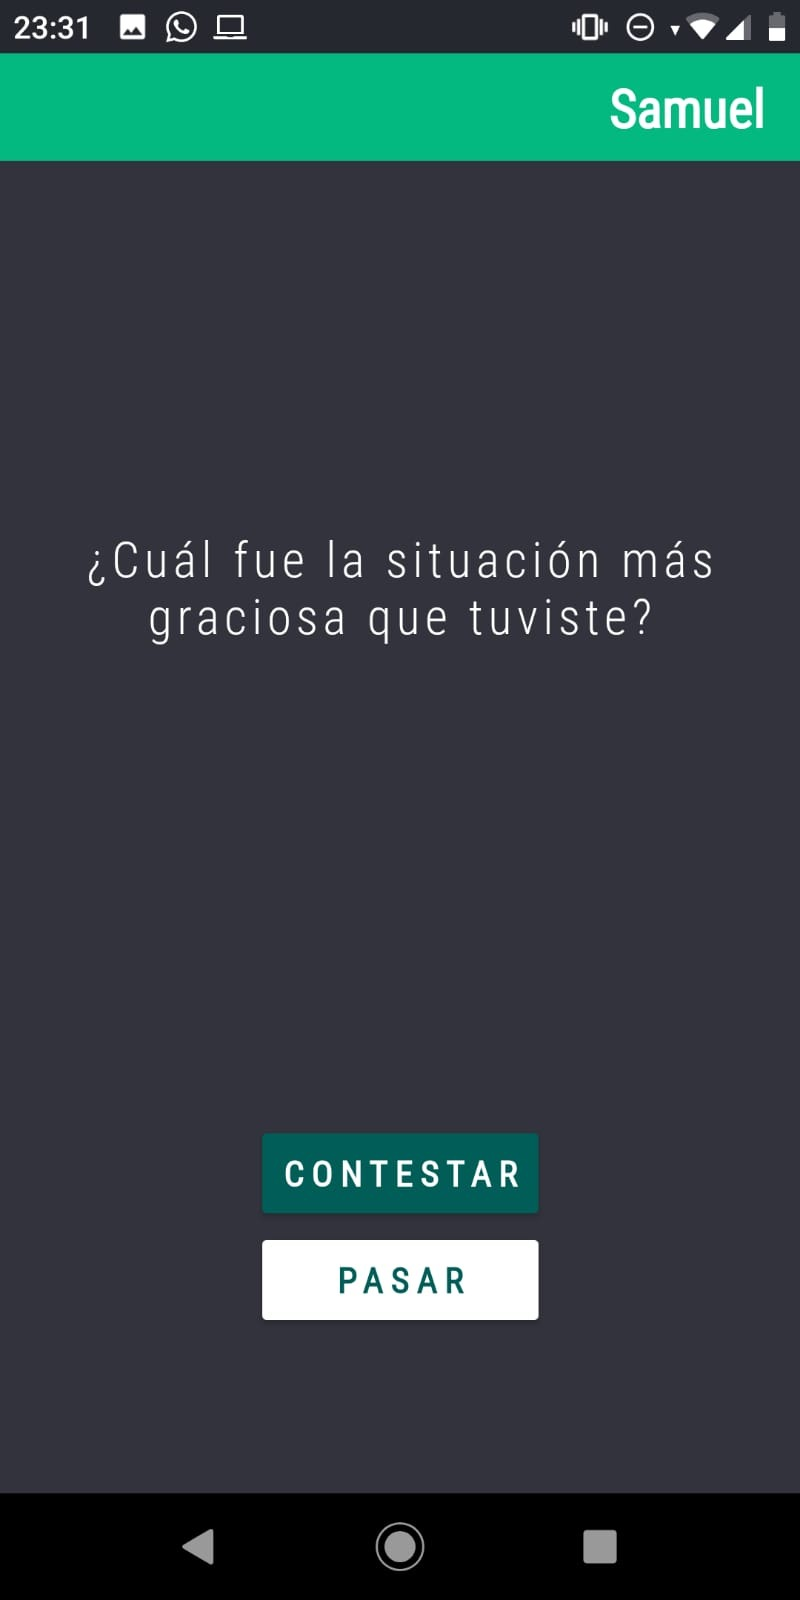 23:31
Samuel
¿Cuál fue la situación más
graciosa que tuviste?
CONTESTAR
PASAR